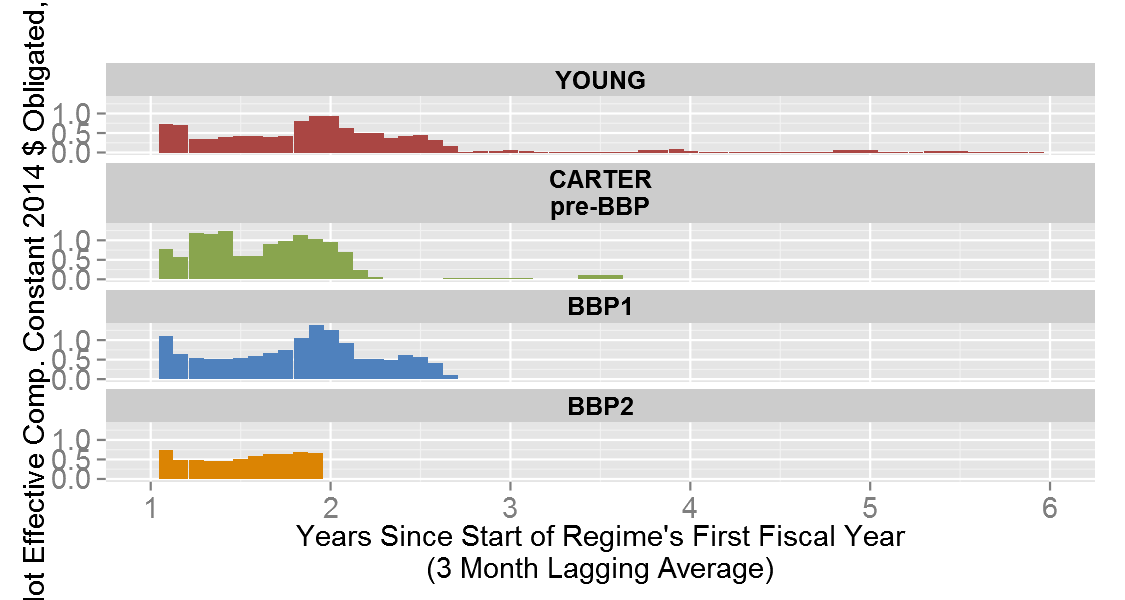 lot Effective Comp. Constant 2014 $ Obligated,
YOUNG
1.0
0.5
0.0
CARTER
pre-BBP
1.0
0.5
0.0
BBP1
1.0
0.5
0.0
BBP2
1.0
0.5
0.0
1 2 3 4 5 6
Years Since Start of Regime's First Fiscal Year
(3 Month Lagging Average)